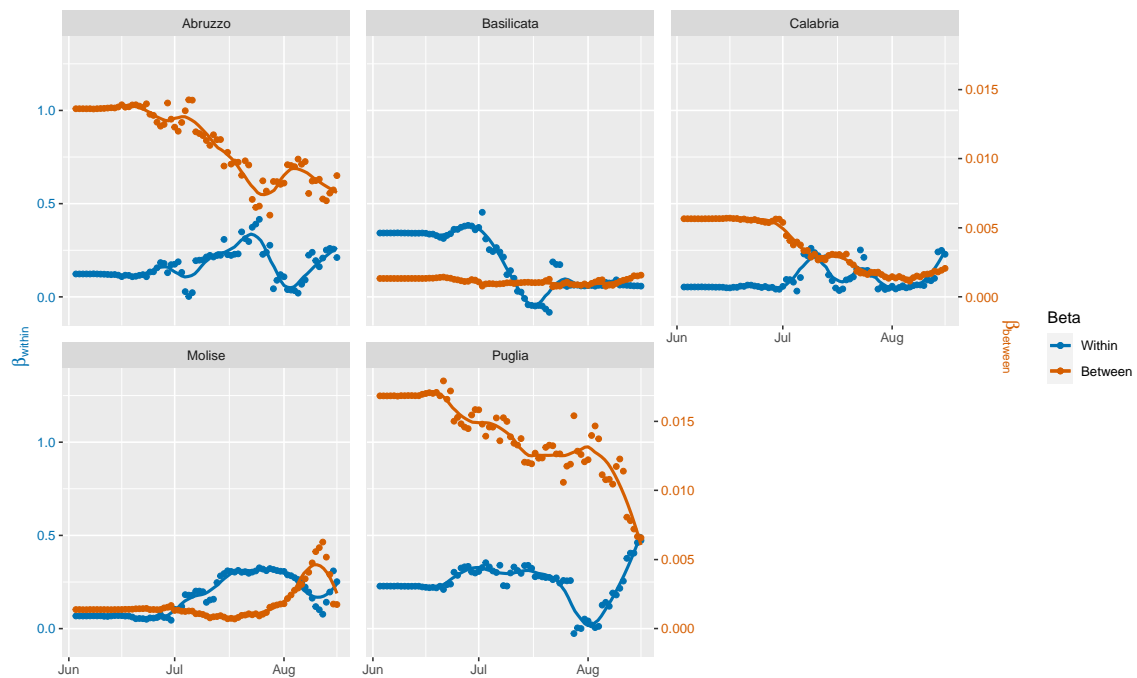 Abruzzo Basilicata Calabria
1.0
0.5
0.0
0.015
0.010
0.005
0.000
Jun Jul Aug
βwithin
βbetween
Beta
Within
Between
Molise Puglia
1.0
0.5
0.0
0.015
0.010
0.005
0.000
Jun Jul Aug Jun Jul Aug